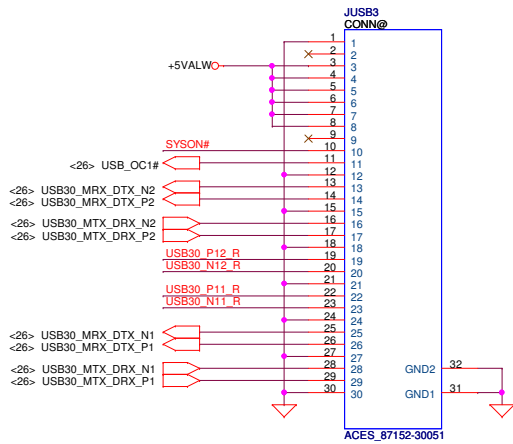 JUSB3
CONN@
1 1
2 2
+5VALW 3 3
4 4
5 5
6 6
7 7
8 8
9 9
SYSON# 10 10
<26> USB_OC1# 11 11
12 12
<26> USB30_MRX_DTX_N2 13 13
<26> USB30_MRX_DTX_P2 14 14
15 15
<26> USB30_MTX_DRX_N2 16 16
<26> USB30_MTX_DRX_P2 17 17
18 18
USB30_P12_R 19 19
USB30_N12_R 20 20
21 21
USB30_P11_R 22 22
USB30_N11_R 23 23
24 24
<26> USB30_MRX_DTX_N1 25 25
<26> USB30_MRX_DTX_P1 26 26
27 27
<26> USB30_MTX_DRX_N1 28 28 GND2 32
<26> USB30_MTX_DRX_P1 29 29
30 30 GND1 31
ACES_87152-30051